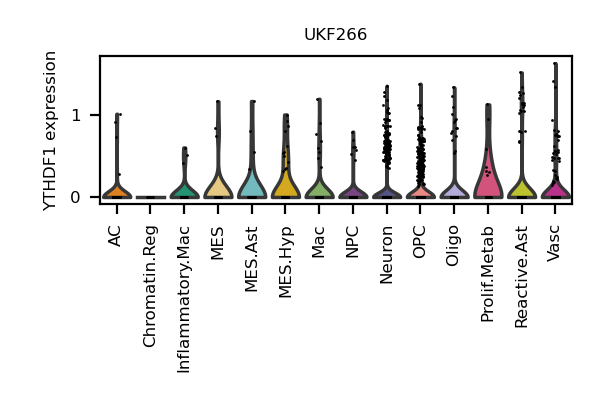 UKF266
YTHDF1 expression
1
0
AC
Chromatin.Reg
Inflammatory.Mac
MES
MES.Ast
MES.Hyp
Mac
NPC
Neuron
OPC
Oligo
Prolif.Metab
Reactive.Ast
Vasc